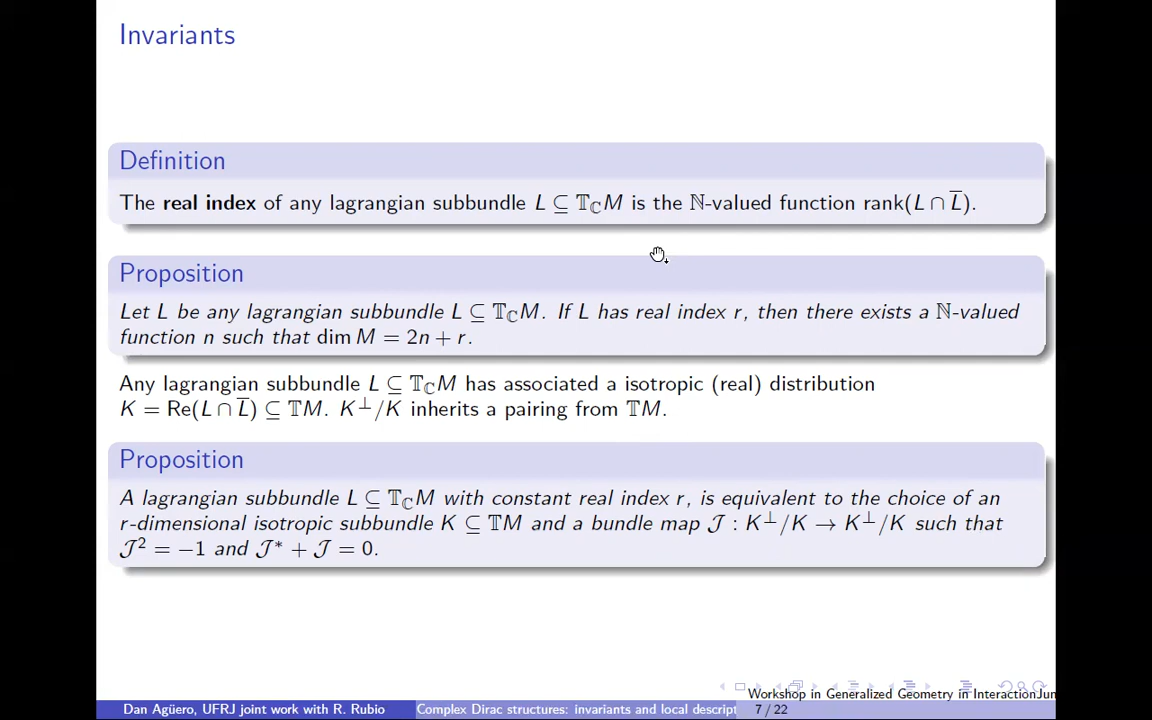 Invariants
Definition
The real index of any lagrangian subbundle L ⊆ 𝕋_ℂM is the ℕ-valued function rank(L ∩ L̅).
Proposition
Let L be any lagrangian subbundle L ⊆ 𝕋_ℂM. If L has real index r, then there exists a ℕ-valued
function n such that dim M = 2n + r.
Any lagrangian subbundle L ⊆ 𝕋_ℂM has associated a isotropic (real) distribution
K = Re(L ∩ L̅) ⊆ 𝕋M. K^⊥/K inherits a pairing from 𝕋M.
Proposition
A lagrangian subbundle L ⊆ 𝕋_ℂM with constant real index r, is equivalent to the choice of an
r-dimensional isotropic subbundle K ⊆ 𝕋M and a bundle map 𝒥 : K^⊥/K → K^⊥/K such that
𝒥² = −1 and 𝒥* + 𝒥 = 0.
Workshop in Generalized Geometry in InteractionJun
Dan Agüero, UFRJ joint work with R. Rubio
Complex Dirac structures: invariants and local descript
7 / 22